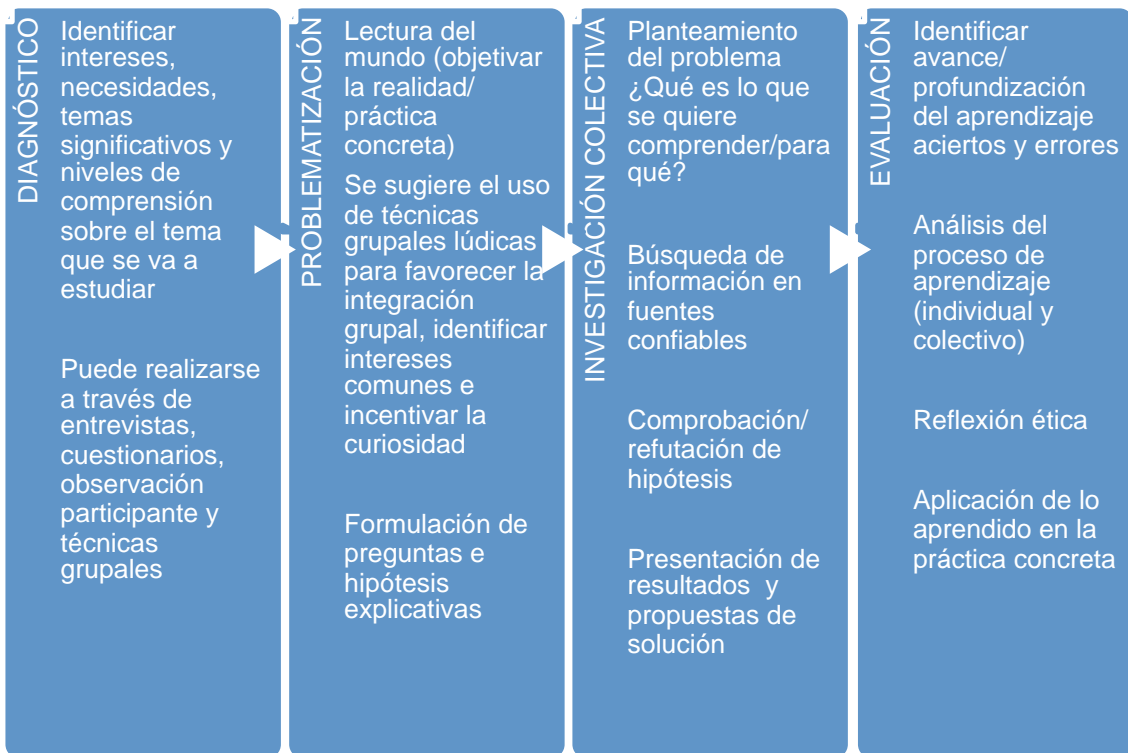 DIAGNÓSTICO
Identificar
intereses,
necesidades,
temas
significativos y
niveles de
comprensión
sobre el tema
que se va a
estudiar
Puede realizarse
a través de
entrevistas,
cuestionarios,
observación
participante y
técnicas
grupales
PROBLEMATIZACIÓN
Lectura del
mundo (objetivar
la realidad/
práctica
concreta)
Se sugiere el uso
de técnicas
grupales lúdicas
para favorecer la
integración
grupal, identificar
intereses
comunes e
incentivar la
curiosidad
Formulación de
preguntas e
hipótesis
explicativas
INVESTIGACIÓN COLECTIVA
Planteamiento
del problema
¿Qué es lo que
se quiere
comprender/para
qué?
Búsqueda de
información en
fuentes
confiables
Comprobación/
refutación de
hipótesis
Presentación de
resultados y
propuestas de
solución
EVALUACIÓN
Identificar
avance/
profundización
del aprendizaje
aciertos y errores
Análisis del
proceso de
aprendizaje
(individual y
colectivo)
Reflexión ética
Aplicación de lo
aprendido en la
práctica concreta